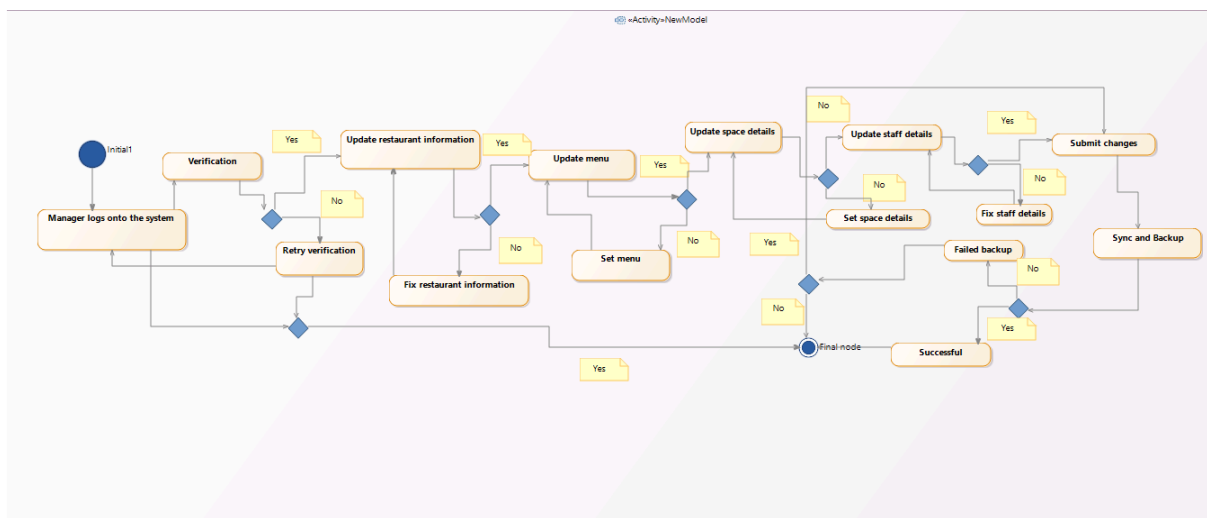 «Activity»NewModel
Initial1
Manager logs onto the system
Verification
Yes
No
Retry verification
Update restaurant information
Yes
No
Fix restaurant information
Update menu
Yes
No
Set menu
Update space details
No
No
Set space details
Update staff details
Yes
No
Fix staff details
Submit changes
Sync and Backup
Failed backup
No
Yes
Successful
Yes
No
Final node
Yes